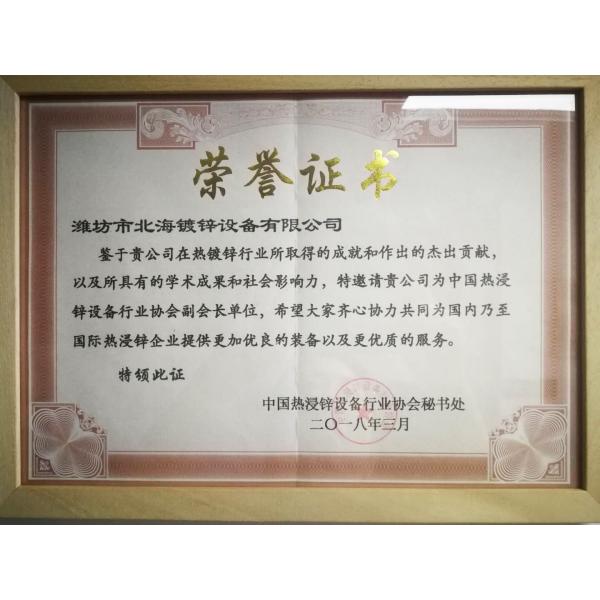 荣誉证书
潍坊市北海镀锌设备有限公司
鉴于贵公司在热镀锌行业所取得的成就和作出的杰出贡献，
以及所具有的学术成果和社会影响力，特邀请贵公司为中国热浸
锌设备行业协会副会长单位，希望大家齐心协力共同为国内乃至
国际热浸锌企业提供更加优良的装备以及更优质的服务。
特颁此证
中国热浸锌设备行业协会秘书处
二〇一八年三月